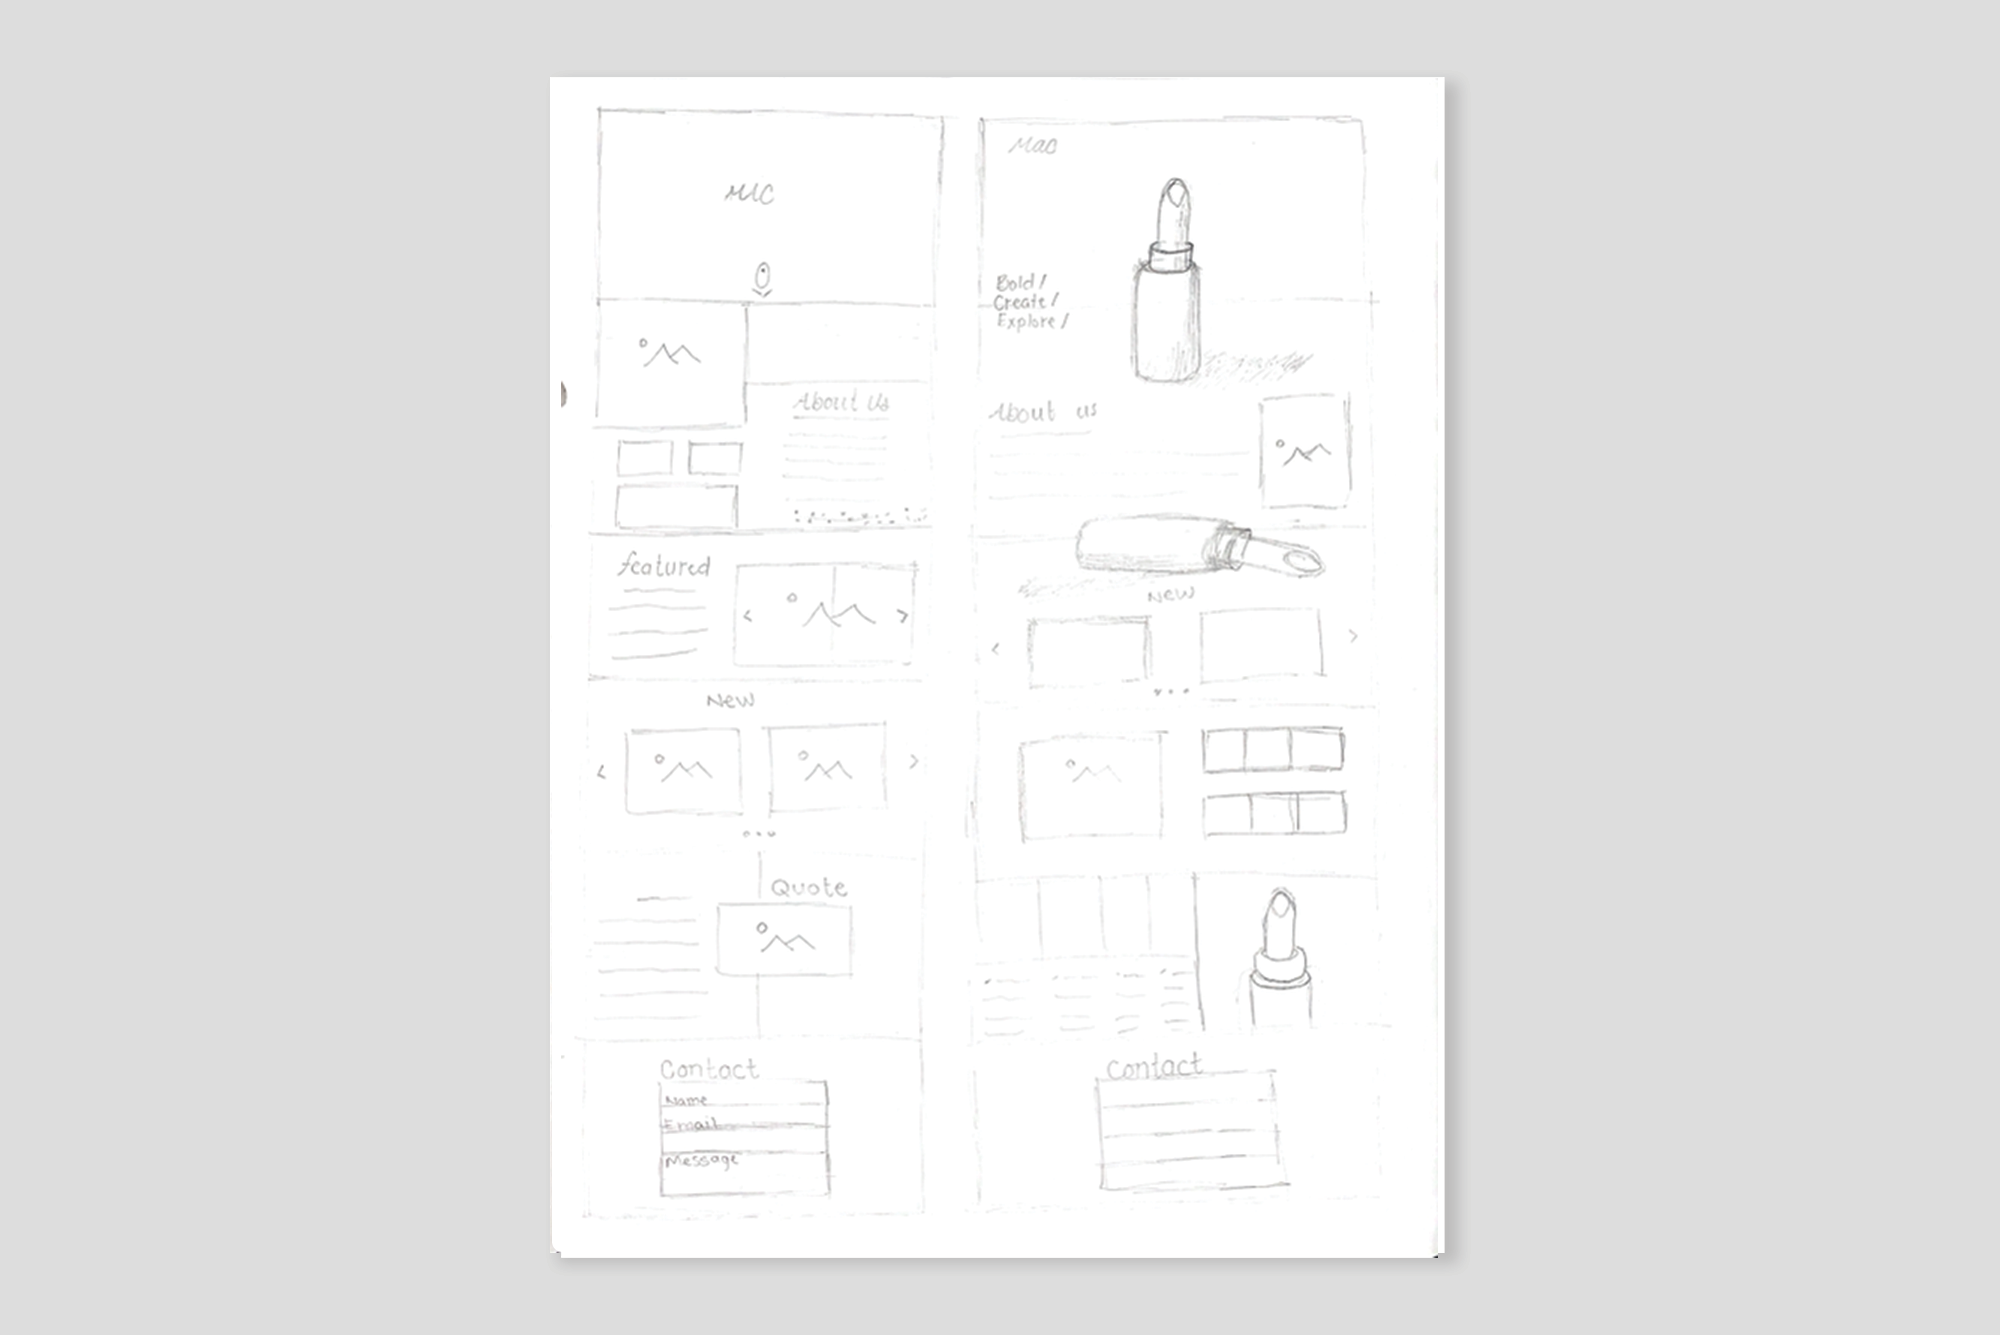 MAC
About Us
featured
New
Quote
Contact
Name
Email
Message
Mac
Bold /
Create /
Explore /
About us
New
Contact